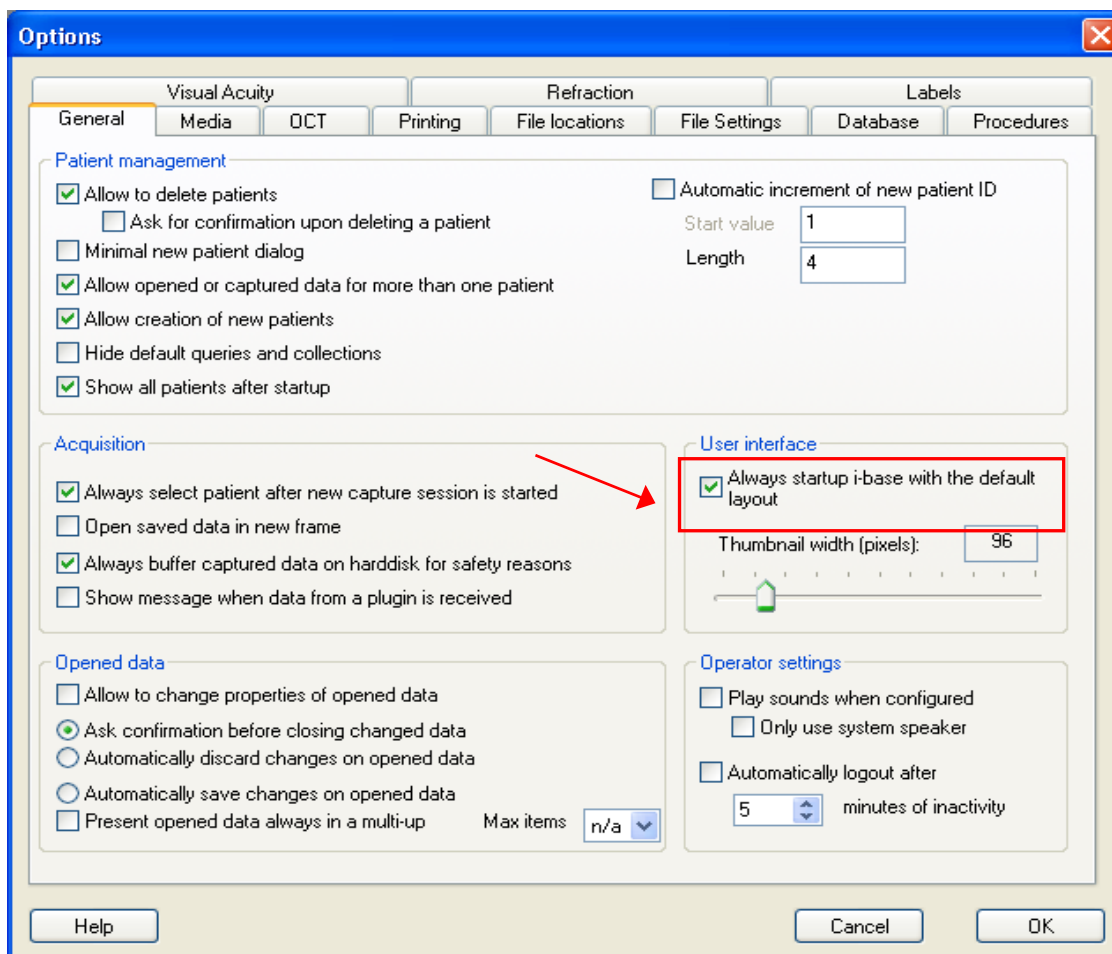 Options
Visual Acuity
Refraction
Labels
General
Media
OCT
Printing
File locations
File Settings
Database
Procedures
Patient management
Allow to delete patients
Ask for confirmation upon deleting a patient
Minimal new patient dialog
Allow opened or captured data for more than one patient
Allow creation of new patients
Hide default queries and collections
Show all patients after startup
Automatic increment of new patient ID
Start value
1
Length
4
Acquisition
Always select patient after new capture session is started
Open saved data in new frame
Always buffer captured data on harddisk for safety reasons
Show message when data from a plugin is received
User interface
Always startup i-base with the default
layout
Thumbnail width (pixels):
96
Opened data
Allow to change properties of opened data
Ask confirmation before closing changed data
Automatically discard changes on opened data
Automatically save changes on opened data
Present opened data always in a multi-up
Max items
n/a
Operator settings
Play sounds when configured
Only use system speaker
Automatically logout after
5
minutes of inactivity
Help
Cancel
OK